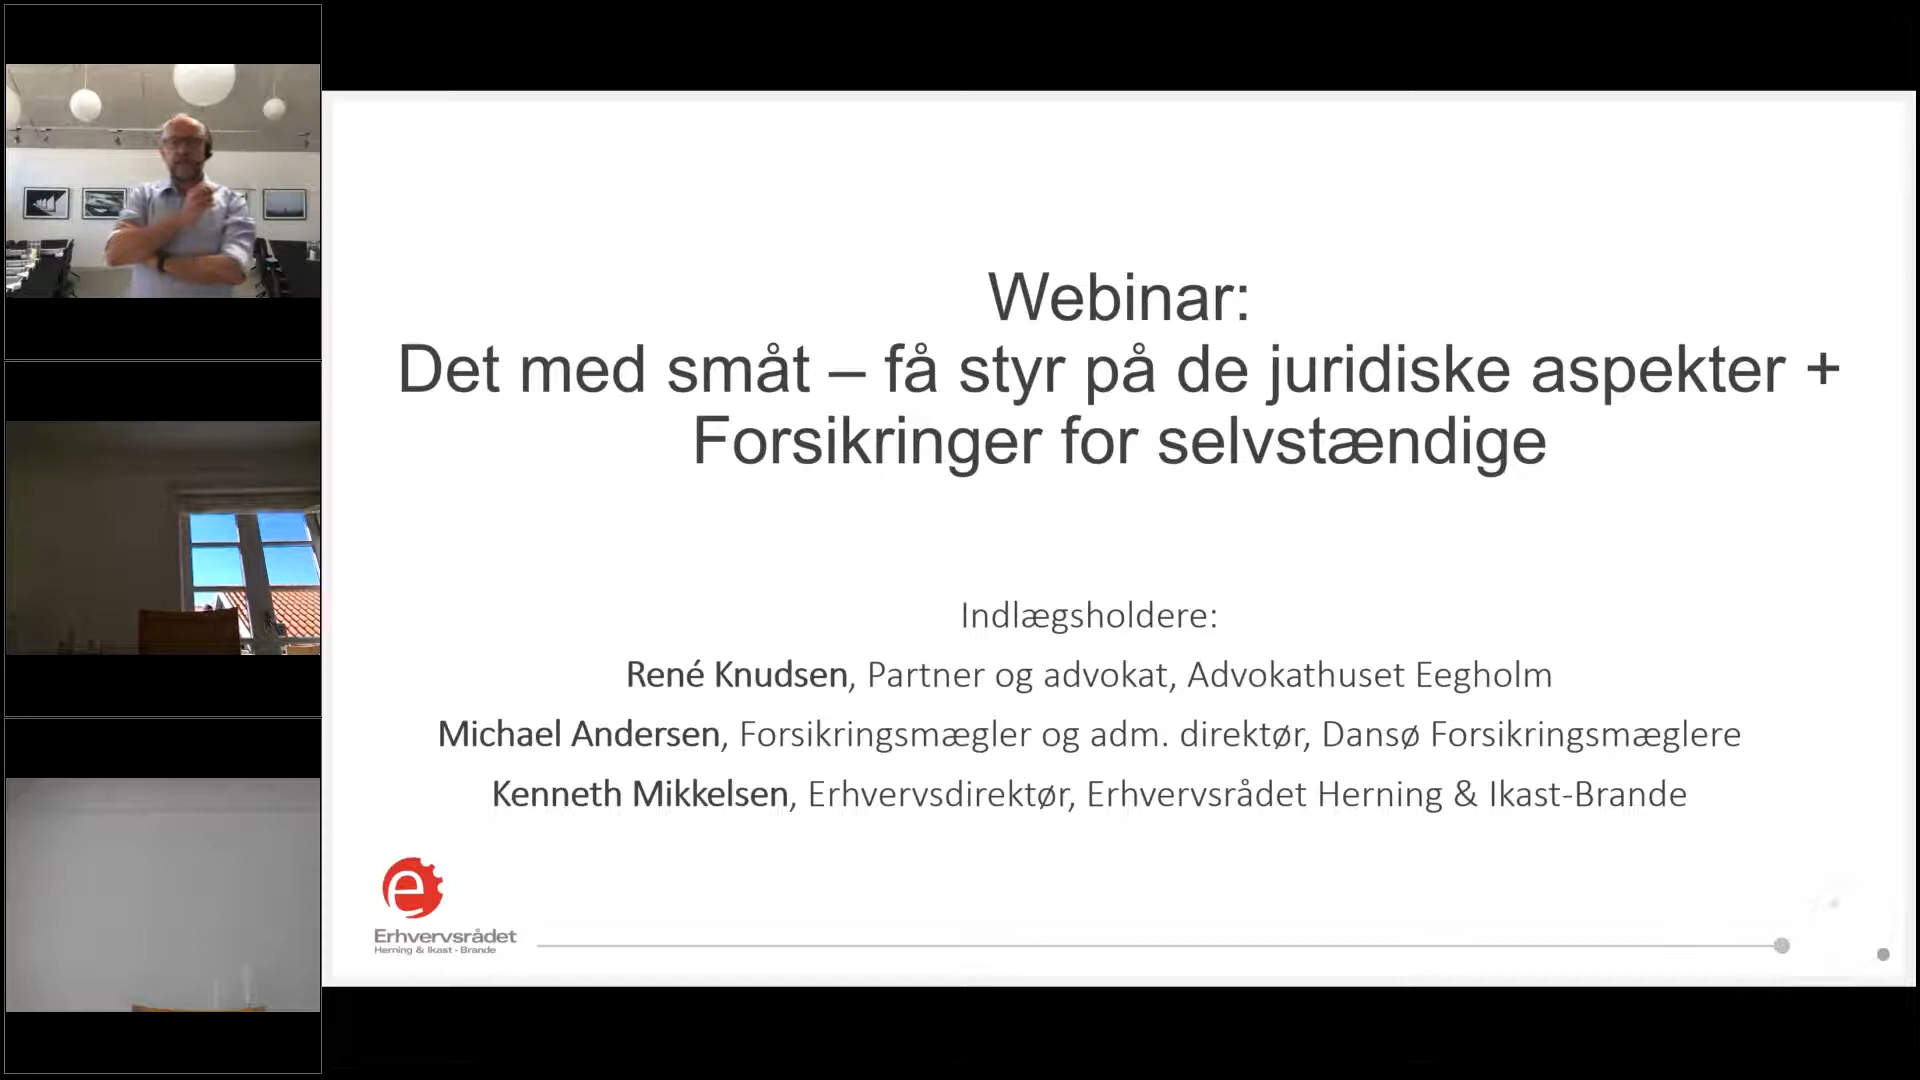 Webinar:
Det med småt – få styr på de juridiske aspekter +
Forsikringer for selvstændige
Indlægsholdere:
René Knudsen, Partner og advokat, Advokathuset Eegholm
Michael Andersen, Forsikringsmægler og adm. direktør, Dansø Forsikringsmæglere
Kenneth Mikkelsen, Erhvervsdirektør, Erhvervsrådet Herning & Ikast-Brande
e
Erhvervsrådet
Herning & Ikast - Brande